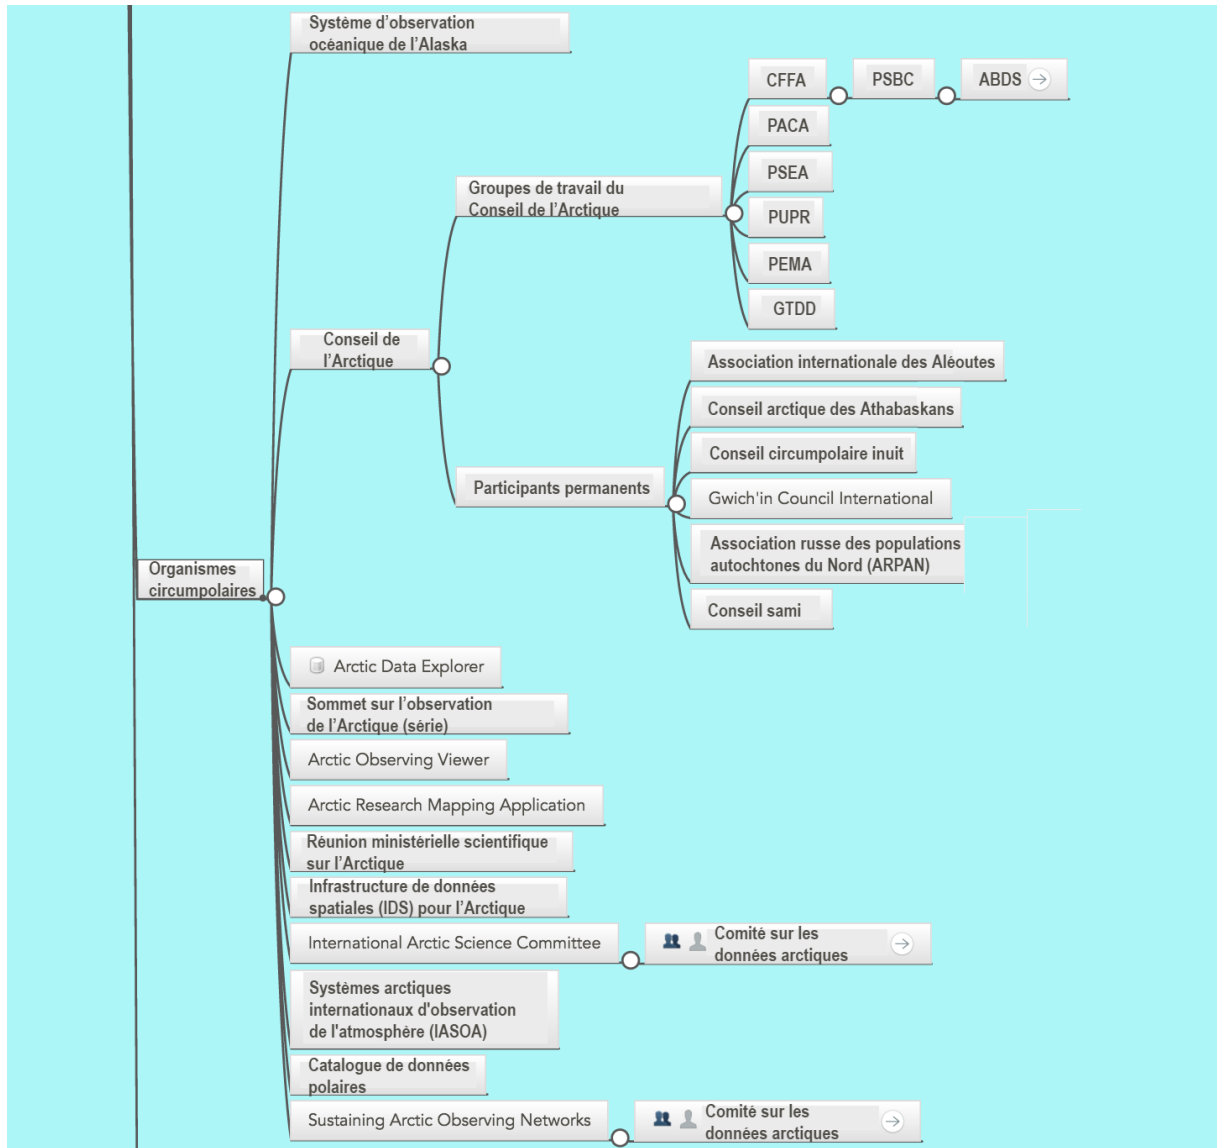 Système d'observation
océanique de l'Alaska
CFFA
PSBC
ABDS
PACA
PSEA
Groupes de travail du
Conseil de l'Arctique
PUPR
PEMA
GTDD
Conseil de
l'Arctique
Association internationale des Aléoutes
Conseil arctique des Athabaskans
Conseil circumpolaire inuit
Participants permanents
Gwich'in Council International
Association russe des populations
autochtones du Nord (ARPAN)
Conseil sami
Organismes
circumpolaires
Arctic Data Explorer
Sommet sur l'observation
de l'Arctique (série)
Arctic Observing Viewer
Arctic Research Mapping Application
Réunion ministérielle scientifique
sur l'Arctique
Infrastructure de données
spatiales (IDS) pour l'Arctique
International Arctic Science Committee
Comité sur les
données arctiques
Systèmes arctiques
internationaux d'observation
de l'atmosphère (IASOA)
Catalogue de données
polaires
Sustaining Arctic Observing Networks
Comité sur les
données arctiques